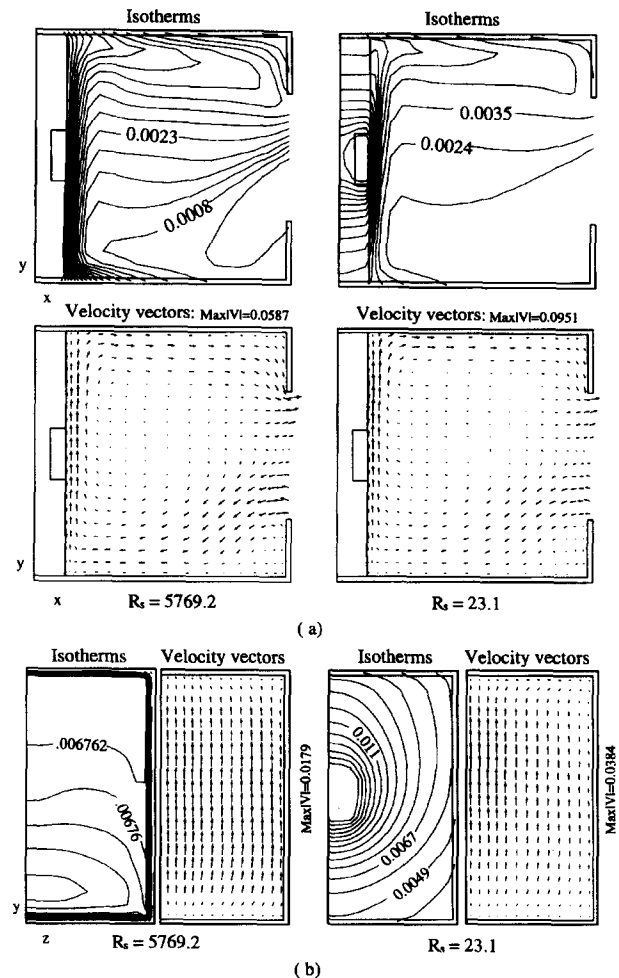 Isotherms
Isotherms
0.0023
0.0008
0.0035
0.0024
y
x
Velocity vectors: Max|V|=0.0587
Velocity vectors: Max|V|=0.0951
y
x
Rs = 5769.2
Rs = 23.1
( a)
Isotherms
Velocity vectors
Isotherms
Velocity vectors
.006762
.00676
Max|V|=0.0179
0.011
0.0067
0.0049
Max|V|=0.0384
y
z
Rs = 5769.2
Rs = 23.1
( b)